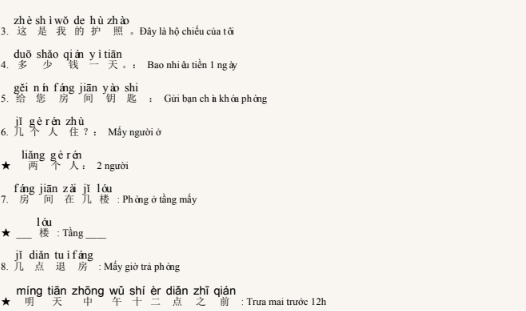 zhè shì wǒ de hù zhào
3. 这 是 我 的 护 照 。Đây là hộ chiếu của tôi
duō shǎo qián yì tiān
4. 多 少 钱 一 天 。: Bao nhiêu tiền 1 ngày
gěi nín fáng jiān yào shi
5. 给 您 房 间 钥 匙 : Gửi bạn chìa khóa phòng
jǐ gè rén zhù
6. 几 个 人 住 ? : Mấy người ở
liǎng gè rén
★ 两 个 人 : 2 người
fáng jiān zài jǐ lóu
7. 房 间 在 几 楼 : Phòng ở tầng mấy
lóu
★ ___ 楼 : Tầng ____
jǐ diǎn tuì fáng
8. 几 点 退 房 : Mấy giờ trả phòng
míng tiān zhōng wǔ shí èr diǎn zhī qián
★ 明 天 中 午 十 二 点 之 前 : Trưa mai trước 12h